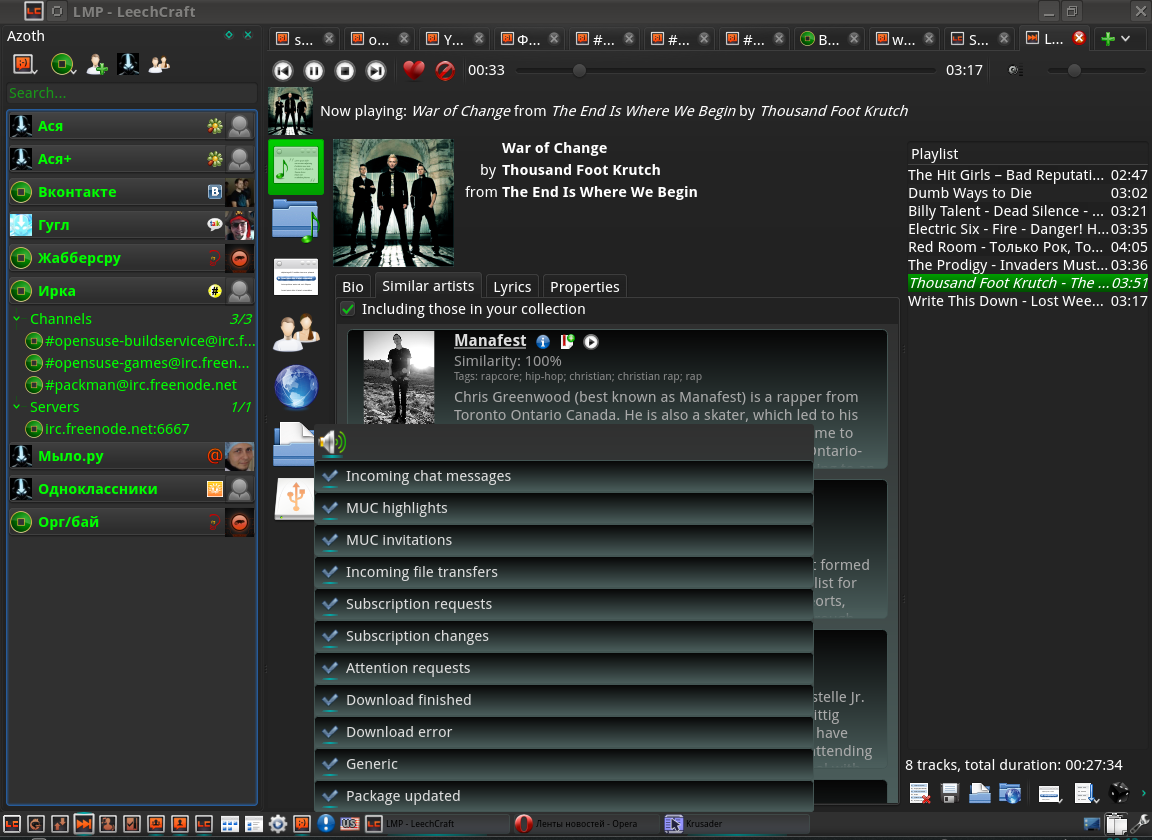 LMP - LeechCraft
Azoth
Search...
Ася
Ася+
Вконтакте
Гугл
Жабберсру
Ирка
Channels 3/3
#opensuse-buildservice@irc.f...
#opensuse-games@irc.freen...
#packman@irc.freenode.net
Servers 1/1
irc.freenode.net:6667
Мыло.ру
Одноклассники
Орг/бай
s... o... Y... Ф... #... #... #... B... w... S... L...
00:33 03:17
Now playing: War of Change from The End Is Where We Begin by Thousand Foot Krutch
War of Change
by Thousand Foot Krutch
from The End Is Where We Begin
Bio Similar artists Lyrics Properties
Including those in your collection
Manafest
Similarity: 100%
Tags: rapcore; hip-hop; christian; christian rap; rap
Chris Greenwood (best known as Manafest) is a rapper from
Toronto Ontario Canada. He is also a skater, which led to his
me to
Ontario-
formed
list for
orts,
stelle Jr.
ittig
have
ttending
Incoming chat messages
MUC highlights
MUC invitations
Incoming file transfers
Subscription requests
Subscription changes
Attention requests
Download finished
Download error
Generic
Package updated
Playlist
The Hit Girls – Bad Reputati... 02:47
Dumb Ways to Die 03:02
Billy Talent - Dead Silence - ... 03:21
Electric Six - Fire - Danger! H... 03:35
Red Room - Только Рок, То... 04:05
The Prodigy - Invaders Must... 03:36
Thousand Foot Krutch - The ... 03:51
Write This Down - Lost Wee... 03:17
8 tracks, total duration: 00:27:34
US
LMP - LeechCraft
Ленты новостей - Opera
Krusader